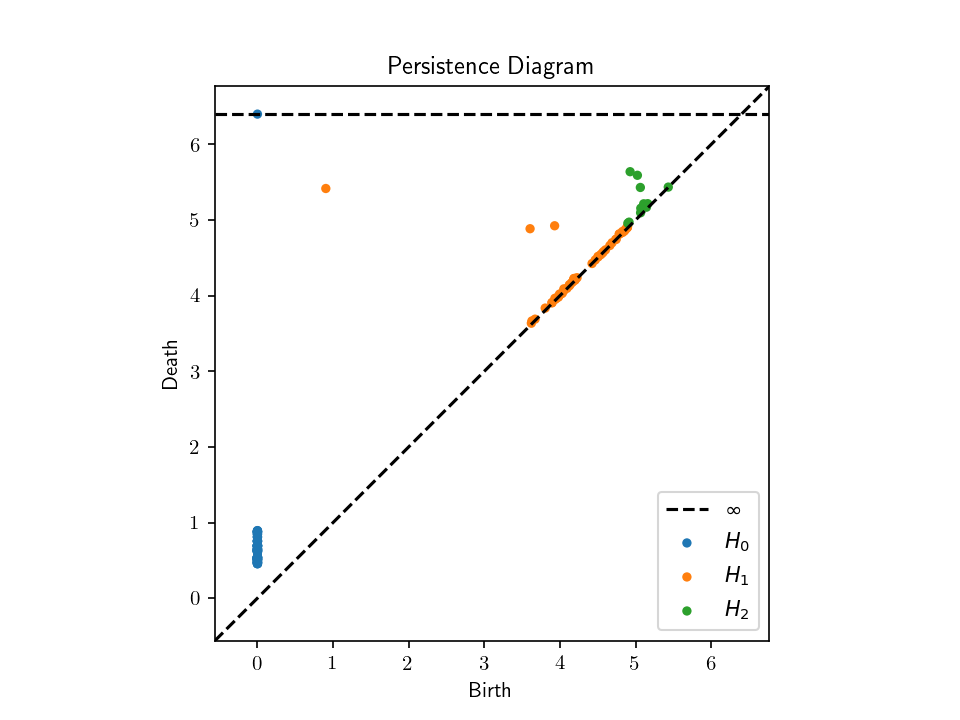 Persistence Diagram
Death
6
5
4
3
2
1
0
0 1 2 3 4 5 6
Birth
∞
H₀
H₁
H₂